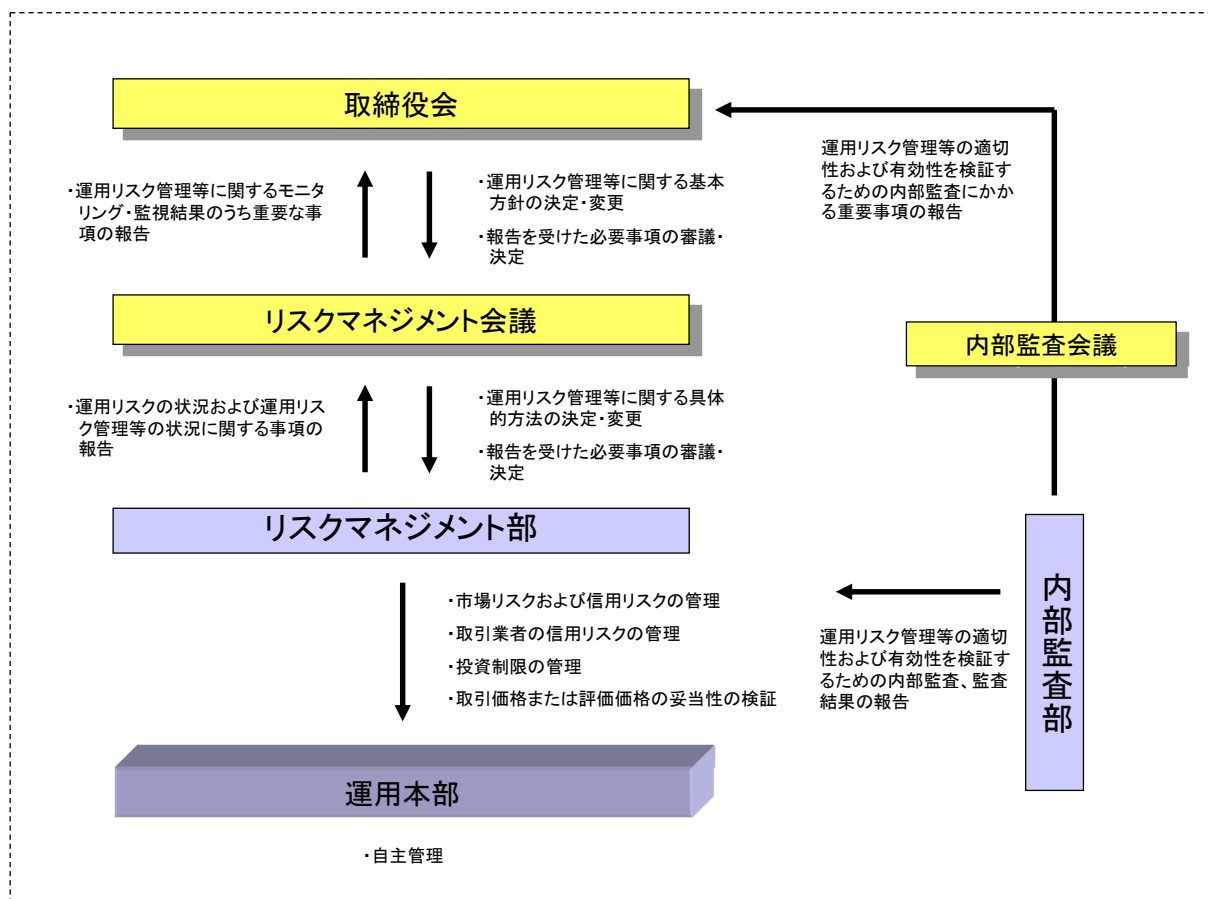 取締役会
・運用リスク管理等に関するモニ
タリング・監視結果のうち重要な事
項の報告
・運用リスク管理等に関する基本
方針の決定・変更
・報告を受けた必要事項の審議・
決定
運用リスク管理等の適切
性および有効性を検証す
るための内部監査にかか
る重要事項の報告
リスクマネジメント会議
内部監査会議
・運用リスクの状況および運用リス
ク管理等の状況に関する事項の
報告
・運用リスク管理等に関する具体
的方法の決定・変更
・報告を受けた必要事項の審議・
決定
リスクマネジメント部
内部監査部
・市場リスクおよび信用リスクの管理
・取引業者の信用リスクの管理
・投資制限の管理
・取引価格または評価価格の妥当性の検証
運用リスク管理等の適切
性および有効性を検証す
るための内部監査、監査
結果の報告
運用本部
・自主管理